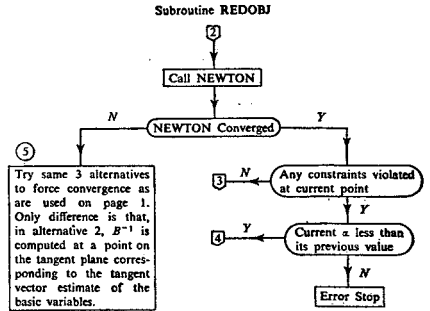 Subroutine REDOBJ
2
Call NEWTON
N
NEWTON Converged
Y
5
Try same 3 alternatives
to force convergence as
are used on page 1.
Only difference is that,
in alternative 2, B⁻¹ is
computed at a point on
the tangent plane corres-
ponding to the tangent
vector estimate of the
basic variables.
3
N
Any constraints violated
at current point
Y
4
Y
Current α less than
its previous value
N
Error Stop